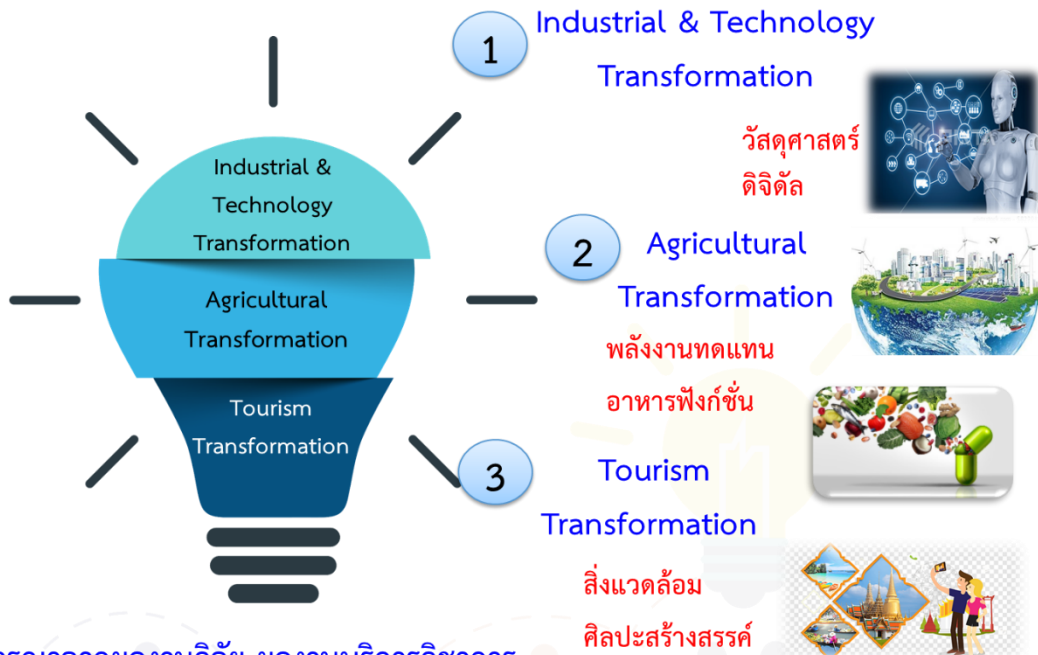 Industrial &
Technology
Transformation
Agricultural
Transformation
Tourism
Transformation
1
Industrial & Technology
Transformation
วัสดุศาสตร์
ดิจิดัล
2
Agricultural
Transformation
พลังงานทดแทน
อาหารฟังก์ชั่น
3
Tourism
Transformation
สิ่งแวดล้อม
ศิลปะสร้างสรรค์